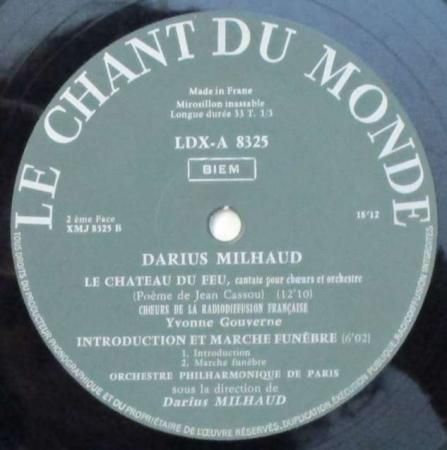 LE CHANT DU MONDE
Made in Frane
Mirosillon inassable
Longue durée 33 T. 1/3
LDX-A 8325
BIEM
2 ème Face
XMJ 8325 B
18'12
DARIUS MILHAUD
LE CHATEAU DU FEU, cantate pour chœurs et orchestre
(Poème de Jean Cassou) (12'10)
CHŒURS DE LA RADIODIFFUSION FRANÇAISE
Yvonne Gouverne
INTRODUCTION ET MARCHE FUNÈBRE (6'02)
1. Introduction
2. Marche funèbre
ORCHESTRE PHILHARMONIQUE DE PARIS
sous la direction de
Darius MILHAUD
TOUS DROITS DU PRODUCTEUR PHONOGRAPHIQUE ET DU PROPRIÉTAIRE DE L'ŒUVRE RÉSERVÉS. DUPLICATION, EXÉCUTION PUBLIQUE, RADIODIFFUSION INTERDITES.